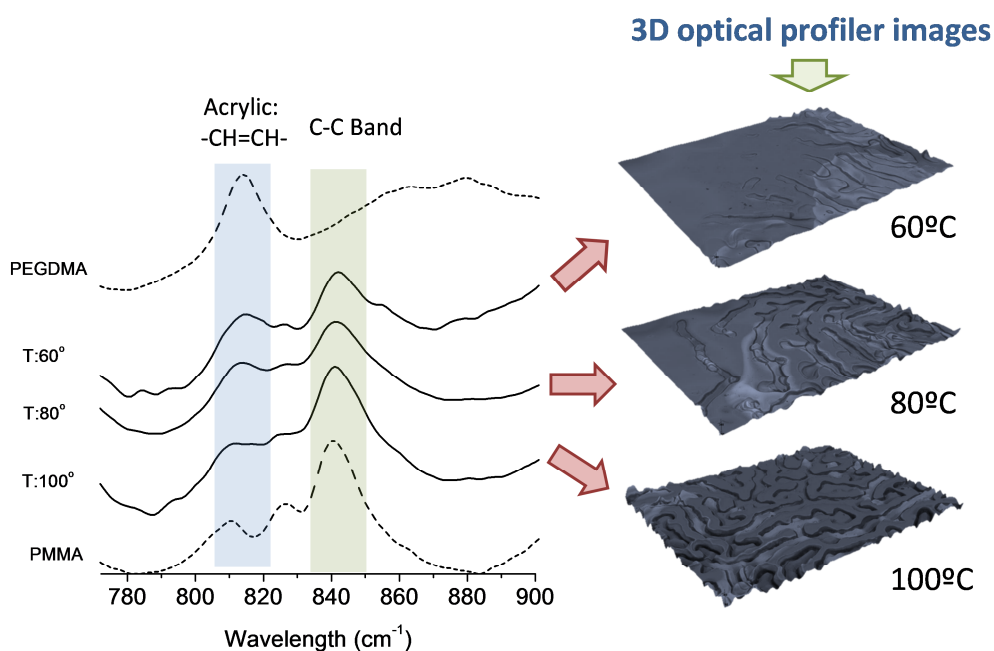 3D optical profiler images
Acrylic:
-CH=CH-
C-C Band
PEGDMA
T:60°
T:80°
T:100°
PMMA
780 800 820 840 860 880 900
Wavelength (cm⁻¹)
60ºC
80ºC
100ºC